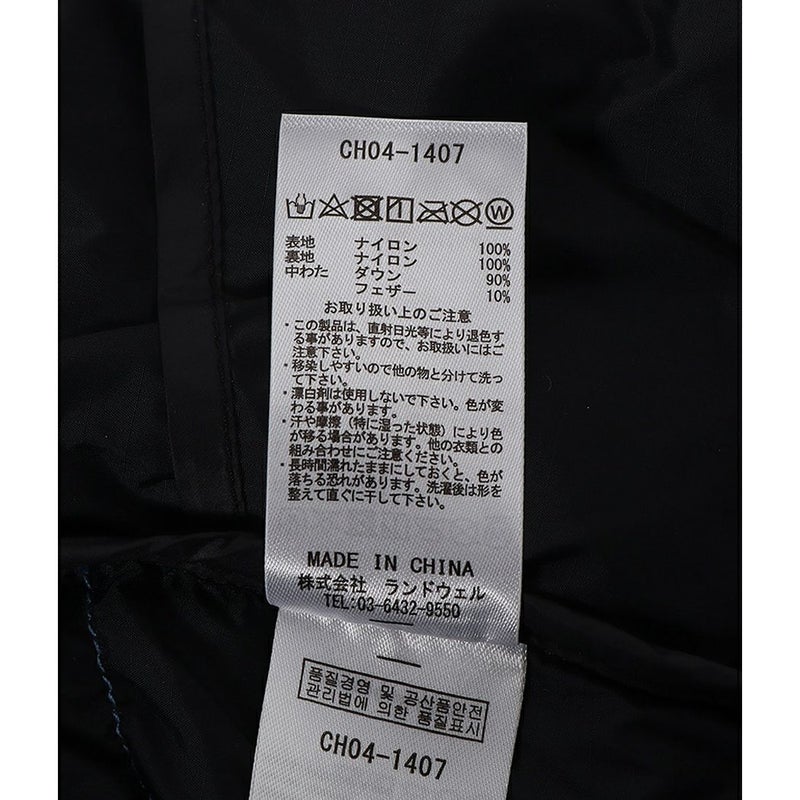 CH04-1407
W
表地 ナイロン 100%
裏地 ナイロン 100%
中わた ダウン 90%
フェザー 10%
お取り扱い上のご注意
・この製品は、直射日光等により退色す
る事がありますので、お取扱いにはご
注意下さい。
・移染しやすいので他の物と分けて洗っ
て下さい。
・漂白剤は使用しないで下さい。色が変
わる事があります。
・汗や摩擦（特に湿った状態）により色
が移る場合があります。他の衣類との
組み合わせにご注意ください。
・長時間濡れたままにしておくと、色が
落ちる恐れがあります。洗濯後は形を
整えて直ぐに干して下さい。
MADE IN CHINA
株式会社 ランドウェル
TEL:03-6432-9550
품질경영 및 공산품안전
관리법에 의한 품질표시
CH04-1407